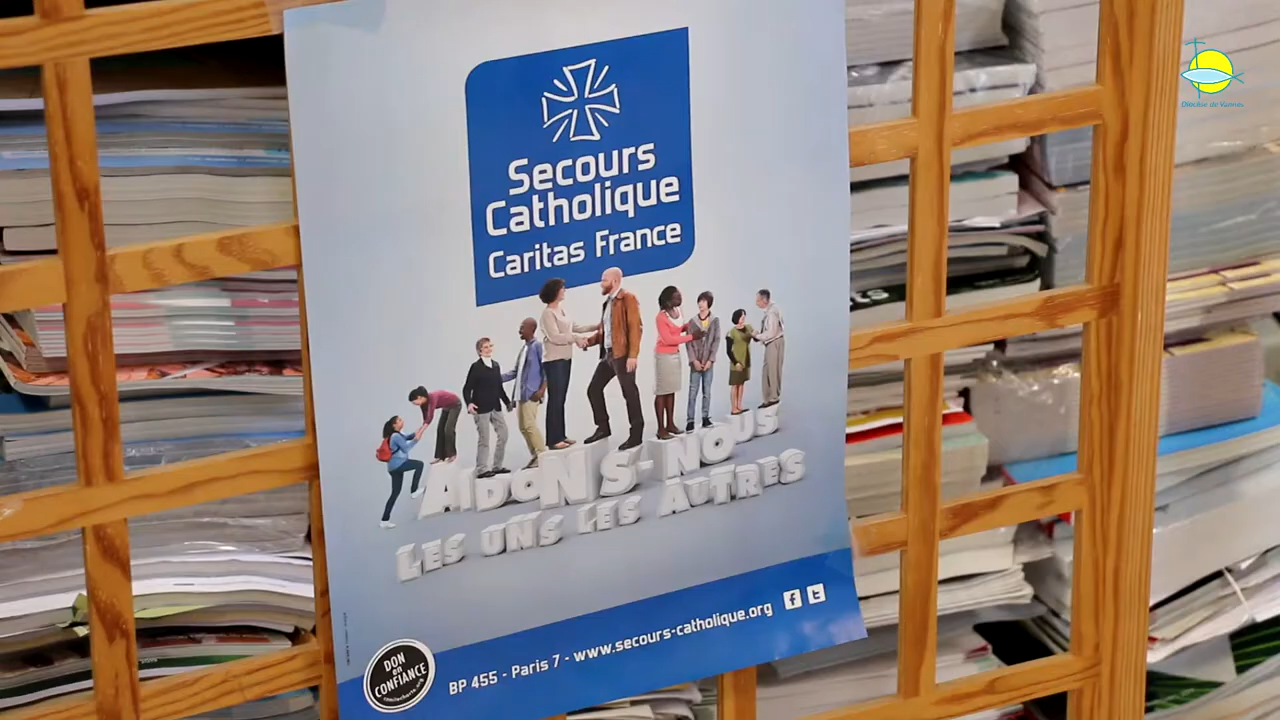 Secours
Catholique
Caritas France
AIDONS-NOUS
LES UNS LES AUTRES
DON
en
CONFIANCE
BP 455 - Paris 7 - www.secours-catholique.org
Diocèse de Vannes